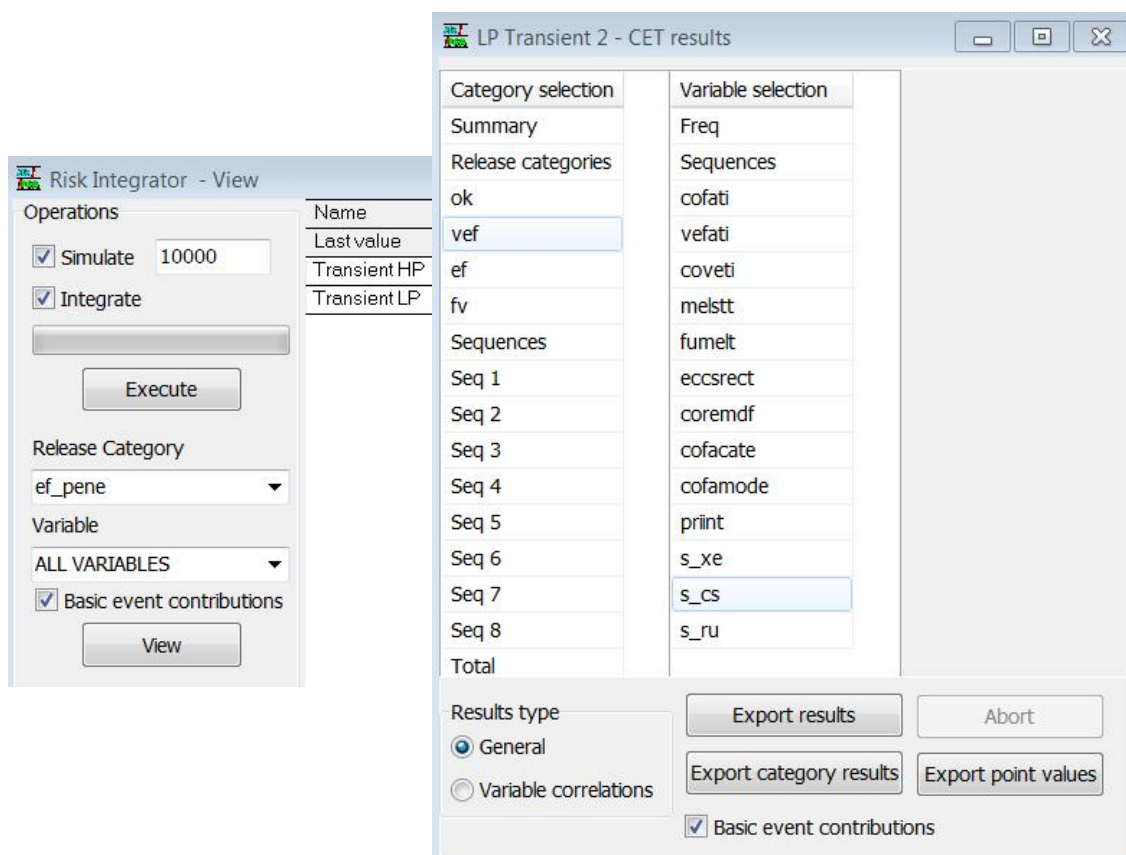 Risk Integrator - View
Operations
Simulate 10000
Integrate
Execute
Release Category
ef_pene
Variable
ALL VARIABLES
Basic event contributions
View
Name
Last value
Transient HP
Transient LP
LP Transient 2 - CET results
Category selection
Summary
Release categories
ok
vef
ef
fv
Sequences
Seq 1
Seq 2
Seq 3
Seq 4
Seq 5
Seq 6
Seq 7
Seq 8
Total
Variable selection
Freq
Sequences
cofati
vefati
coveti
melstt
fumelt
eccsrect
coremdf
cofacate
cofamode
priint
s_xe
s_cs
s_ru
Results type
General
Variable correlations
Export results
Abort
Export category results
Export point values
Basic event contributions